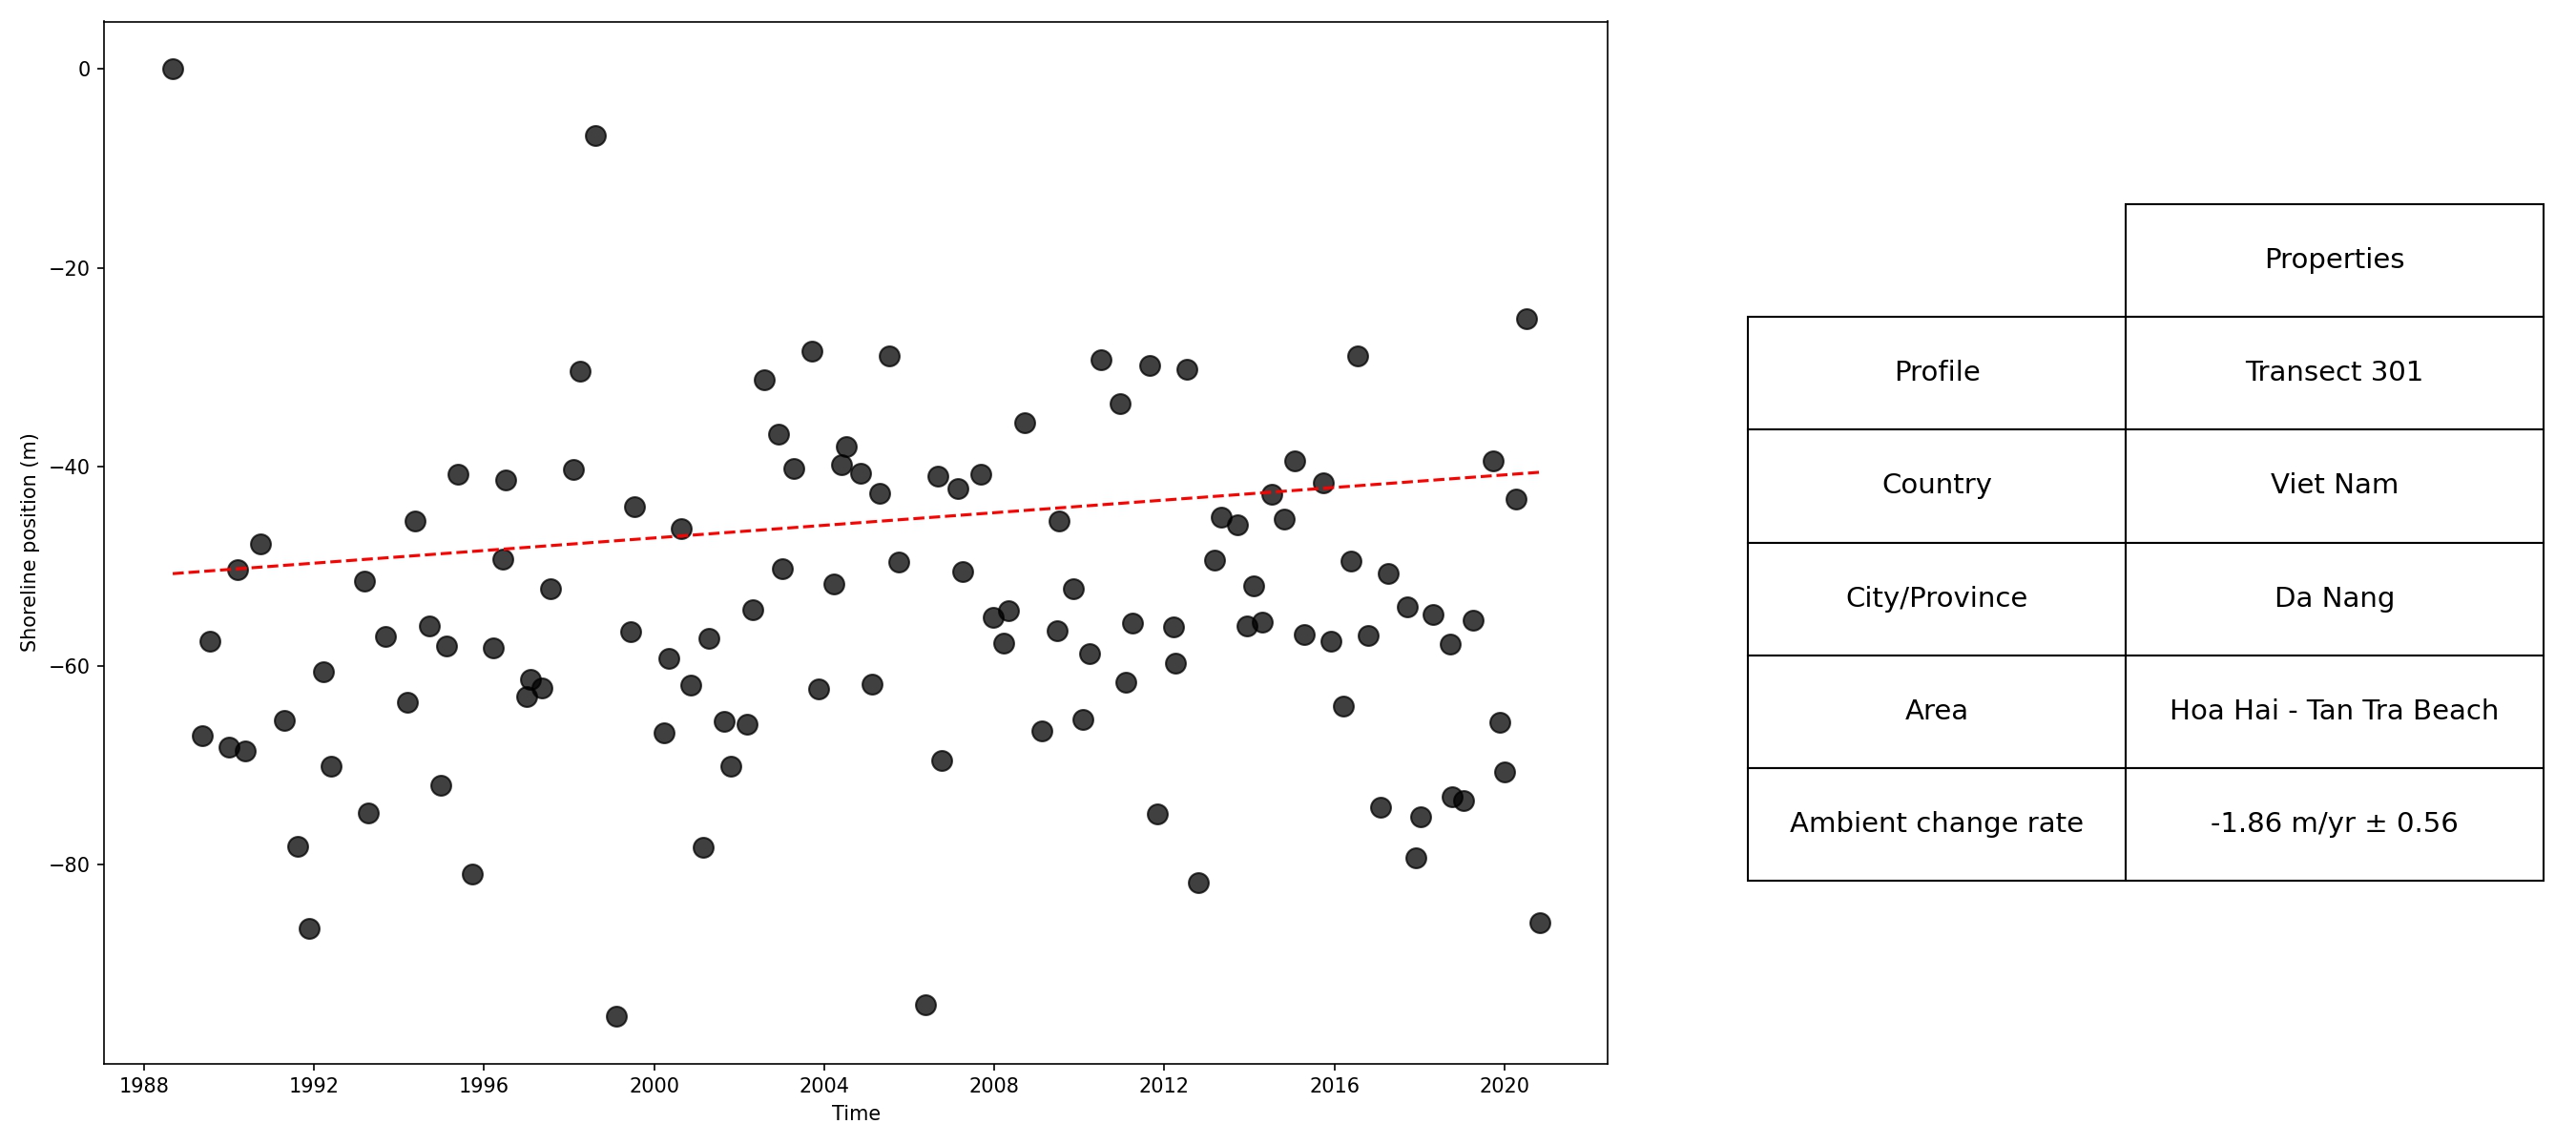 0
−20
−40
−60
−80
Shoreline position (m)
1988 1992 1996 2000 2004 2008 2012 2016 2020
Time
Properties
Profile Transect 301
Country Viet Nam
City/Province Da Nang
Area Hoa Hai - Tan Tra Beach
Ambient change rate -1.86 m/yr ± 0.56